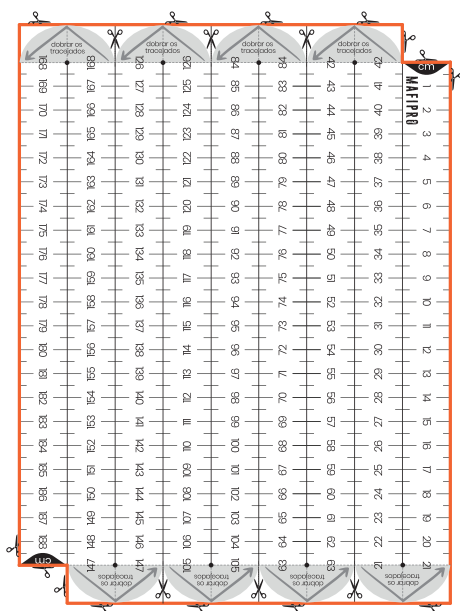 dobrar os tracejados dobrar os tracejados dobrar os tracejados dobrar os tracejados
168 168 126 126 84 84 42 42 cm
169 167 127 125 85 83 43 41 1
MAFIPRO
170 166 128 124 86 82 44 40 2
171 165 129 123 87 81 45 39 3
172 164 130 122 88 80 46 38 4
173 163 131 121 89 79 47 37 5
174 162 132 120 90 78 48 36 6
175 161 133 119 91 77 49 35 7
176 160 134 118 92 76 50 34 8
177 159 135 117 93 75 51 33 9
178 158 136 116 94 74 52 32 10
179 157 137 115 95 73 53 31 11
180 156 138 114 96 72 54 30 12
181 155 139 113 97 71 55 29 13
182 154 140 112 98 70 56 28 14
183 153 141 111 99 69 57 27 15
184 152 142 110 100 68 58 26 16
185 151 143 109 101 67 59 25 17
186 150 144 108 102 66 60 24 18
187 149 145 107 103 65 61 23 19
188 148 146 106 104 64 62 22 20
cm 147 147 105 105 63 63 21 21
dobrar os tracejados dobrar os tracejados dobrar os tracejados dobrar os tracejados